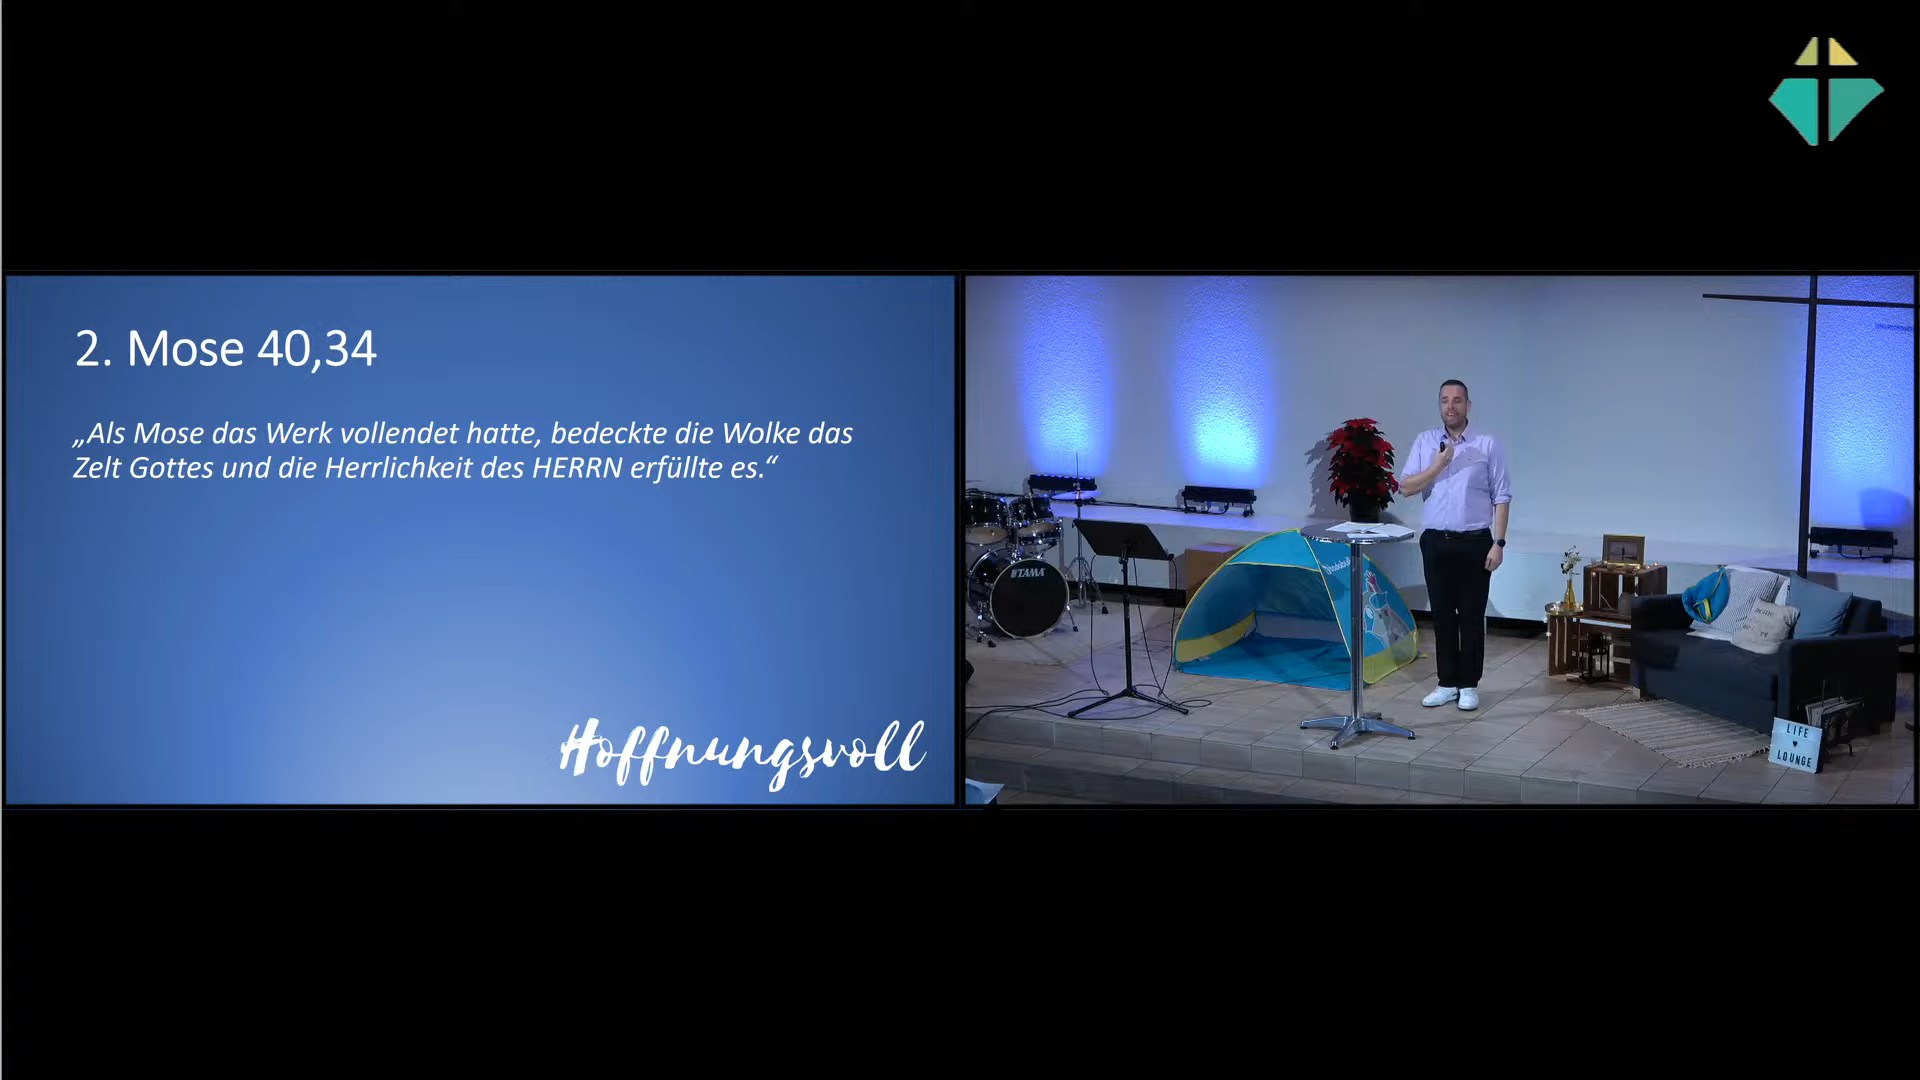 2. Mose 40,34
„Als Mose das Werk vollendet hatte, bedeckte die Wolke das
Zelt Gottes und die Herrlichkeit des HERRN erfüllte es.“
Hoffnungsvoll
TAMA
LIFE
♥
LOUNGE